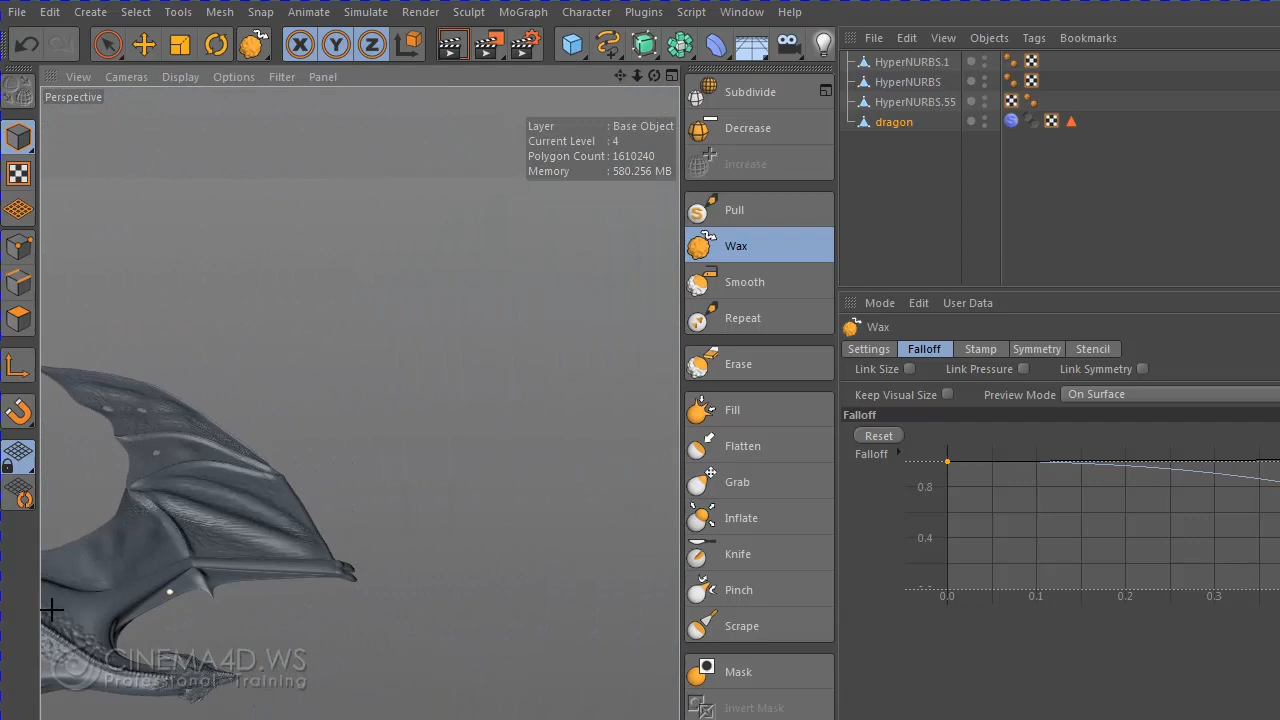 File Edit Create Select Tools Mesh Snap Animate Simulate Render Sculpt MoGraph Character Plugins Script Window Help
View Cameras Display Options Filter Panel
Perspective
Layer : Base Object
Current Level : 4
Polygon Count : 1610240
Memory : 580.256 MB
CINEMA4D.WS
Professional Training
Subdivide
Decrease
Increase
Pull
Wax
Smooth
Repeat
Erase
Fill
Flatten
Grab
Inflate
Knife
Pinch
Scrape
Mask
Invert Mask
File Edit View Objects Tags Bookmarks
HyperNURBS.1
HyperNURBS
HyperNURBS.55
dragon
Mode Edit User Data
Wax
Settings Falloff Stamp Symmetry Stencil
Link Size Link Pressure Link Symmetry
Keep Visual Size Preview Mode On Surface
Falloff
Reset
Falloff
0.8
0.4
0.0 0.1 0.2 0.3